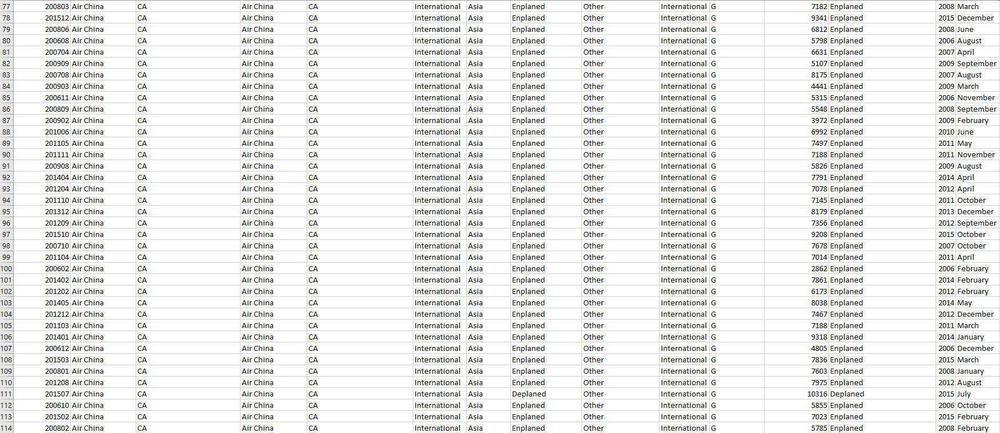 77 200803 Air China CA Air China CA International Asia Enplaned Other International G 7182 Enplaned 2008 March
78 201512 Air China CA Air China CA International Asia Enplaned Other International G 9341 Enplaned 2015 December
79 200806 Air China CA Air China CA International Asia Enplaned Other International G 6812 Enplaned 2008 June
80 200608 Air China CA Air China CA International Asia Enplaned Other International G 5798 Enplaned 2006 August
81 200704 Air China CA Air China CA International Asia Enplaned Other International G 6631 Enplaned 2007 April
82 200909 Air China CA Air China CA International Asia Enplaned Other International G 5107 Enplaned 2009 September
83 200708 Air China CA Air China CA International Asia Enplaned Other International G 8175 Enplaned 2007 August
84 200903 Air China CA Air China CA International Asia Enplaned Other International G 4441 Enplaned 2009 March
85 200611 Air China CA Air China CA International Asia Enplaned Other International G 5315 Enplaned 2006 November
86 200809 Air China CA Air China CA International Asia Enplaned Other International G 5548 Enplaned 2008 September
87 200902 Air China CA Air China CA International Asia Enplaned Other International G 3972 Enplaned 2009 February
88 201006 Air China CA Air China CA International Asia Enplaned Other International G 6992 Enplaned 2010 June
89 201105 Air China CA Air China CA International Asia Enplaned Other International G 7497 Enplaned 2011 May
90 201111 Air China CA Air China CA International Asia Enplaned Other International G 7188 Enplaned 2011 November
91 200908 Air China CA Air China CA International Asia Enplaned Other International G 5826 Enplaned 2009 August
92 201404 Air China CA Air China CA International Asia Enplaned Other International G 7791 Enplaned 2014 April
93 201204 Air China CA Air China CA International Asia Enplaned Other International G 7078 Enplaned 2012 April
94 201110 Air China CA Air China CA International Asia Enplaned Other International G 7145 Enplaned 2011 October
95 201312 Air China CA Air China CA International Asia Enplaned Other International G 8179 Enplaned 2013 December
96 201209 Air China CA Air China CA International Asia Enplaned Other International G 7356 Enplaned 2012 September
97 201510 Air China CA Air China CA International Asia Enplaned Other International G 9208 Enplaned 2015 October
98 200710 Air China CA Air China CA International Asia Enplaned Other International G 7678 Enplaned 2007 October
99 201104 Air China CA Air China CA International Asia Enplaned Other International G 7014 Enplaned 2011 April
100 200602 Air China CA Air China CA International Asia Enplaned Other International G 2862 Enplaned 2006 February
101 201402 Air China CA Air China CA International Asia Enplaned Other International G 7861 Enplaned 2014 February
102 201202 Air China CA Air China CA International Asia Enplaned Other International G 6173 Enplaned 2012 February
103 201405 Air China CA Air China CA International Asia Enplaned Other International G 8038 Enplaned 2014 May
104 201212 Air China CA Air China CA International Asia Enplaned Other International G 7467 Enplaned 2012 December
105 201103 Air China CA Air China CA International Asia Enplaned Other International G 7188 Enplaned 2011 March
106 201401 Air China CA Air China CA International Asia Enplaned Other International G 9318 Enplaned 2014 January
107 200612 Air China CA Air China CA International Asia Enplaned Other International G 4805 Enplaned 2006 December
108 201503 Air China CA Air China CA International Asia Enplaned Other International G 7836 Enplaned 2015 March
109 200801 Air China CA Air China CA International Asia Enplaned Other International G 7603 Enplaned 2008 January
110 201208 Air China CA Air China CA International Asia Enplaned Other International G 7975 Enplaned 2012 August
111 201507 Air China CA Air China CA International Asia Deplaned Other International G 10316 Deplaned 2015 July
112 200610 Air China CA Air China CA International Asia Enplaned Other International G 5855 Enplaned 2006 October
113 201502 Air China CA Air China CA International Asia Enplaned Other International G 7023 Enplaned 2015 February
114 200802 Air China CA Air China CA International Asia Enplaned Other International G 5785 Enplaned 2008 February